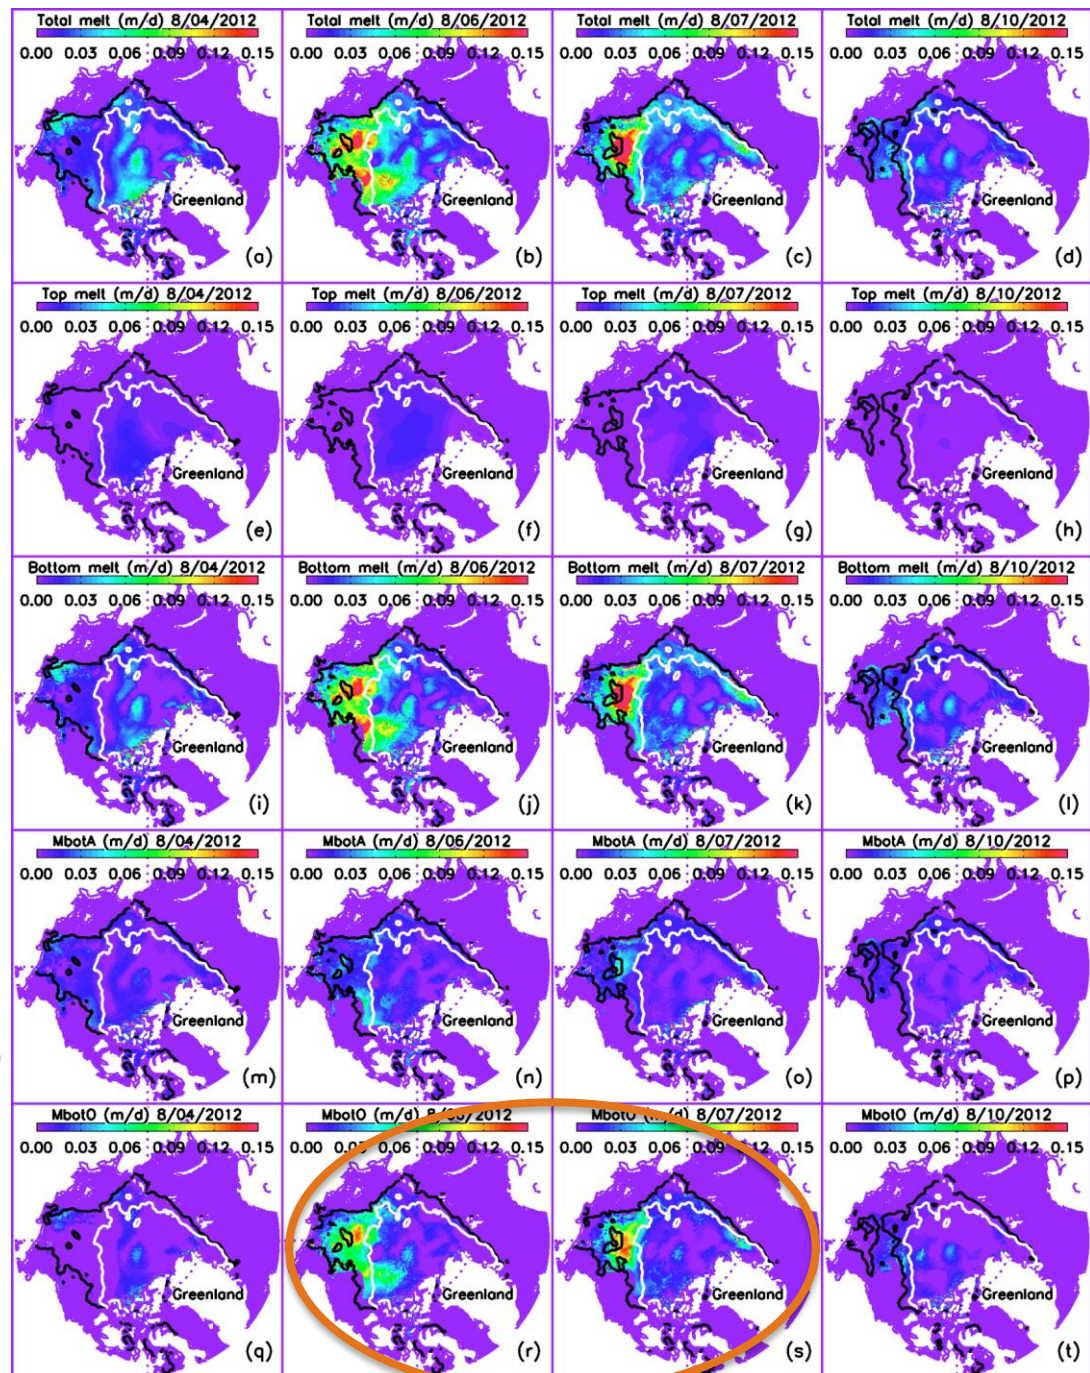 Total melt (m/d) 8/04/2012 Total melt (m/d) 8/06/2012 Total melt (m/d) 8/07/2012 Total melt (m/d) 8/10/2012
0.00 0.03 0.06 0.09 0.12 0.15 0.00 0.03 0.06 0.09 0.12 0.15 0.00 0.03 0.06 0.09 0.12 0.15 0.00 0.03 0.06 0.09 0.12 0.15
Greenland Greenland Greenland Greenland
(a) (b) (c) (d)
Top melt (m/d) 8/04/2012 Top melt (m/d) 8/06/2012 Top melt (m/d) 8/07/2012 Top melt (m/d) 8/10/2012
0.00 0.03 0.06 0.09 0.12 0.15 0.00 0.03 0.06 0.09 0.12 0.15 0.00 0.03 0.06 0.09 0.12 0.15 0.00 0.03 0.06 0.09 0.12 0.15
Greenland Greenland Greenland Greenland
(e) (f) (g) (h)
Bottom melt (m/d) 8/04/2012 Bottom melt (m/d) 8/06/2012 Bottom melt (m/d) 8/07/2012 Bottom melt (m/d) 8/10/2012
0.00 0.03 0.06 0.09 0.12 0.15 0.00 0.03 0.06 0.09 0.12 0.15 0.00 0.03 0.06 0.09 0.12 0.15 0.00 0.03 0.06 0.09 0.12 0.15
Greenland Greenland Greenland Greenland
(i) (j) (k) (l)
MbotA (m/d) 8/04/2012 MbotA (m/d) 8/06/2012 MbotA (m/d) 8/07/2012 MbotA (m/d) 8/10/2012
0.00 0.03 0.06 0.09 0.12 0.15 0.00 0.03 0.06 0.09 0.12 0.15 0.00 0.03 0.06 0.09 0.12 0.15 0.00 0.03 0.06 0.09 0.12 0.15
Greenland Greenland Greenland Greenland
(m) (n) (o) (p)
MbotO (m/d) 8/04/2012 MbotO (m/d) MbotO (m/d) 8/07/2012 MbotO (m/d) 8/10/2012
0.00 0.03 0.06 0.09 0.12 0.15 0.00 0.03 0.06 0.09 0.12 0.15 0.00 0.03 0.06 0.09 0.12 0.15 0.00 0.03 0.06 0.09 0.12 0.15
Greenland Greenland Greenland Greenland
(q) (r) (s) (t)